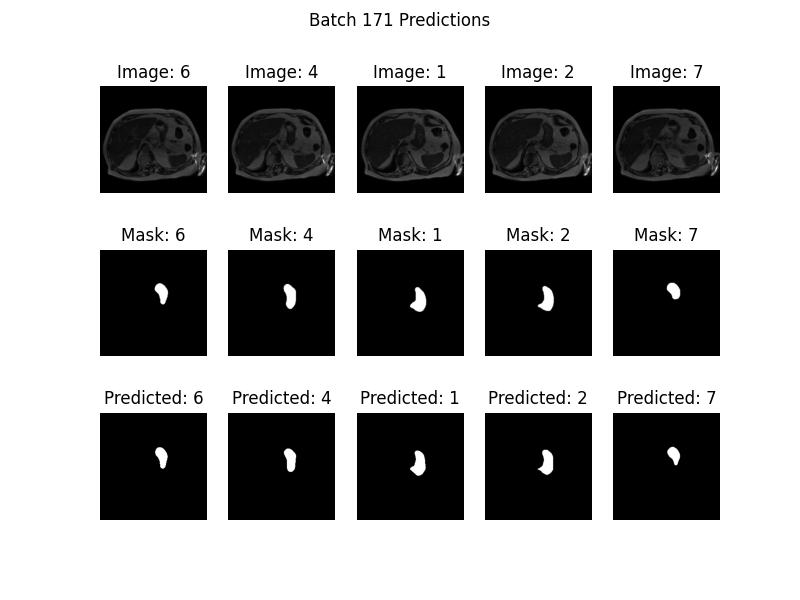 Batch 171 Predictions
Image: 6 Image: 4 Image: 1 Image: 2 Image: 7
Mask: 6 Mask: 4 Mask: 1 Mask: 2 Mask: 7
Predicted: 6 Predicted: 4 Predicted: 1 Predicted: 2 Predicted: 7